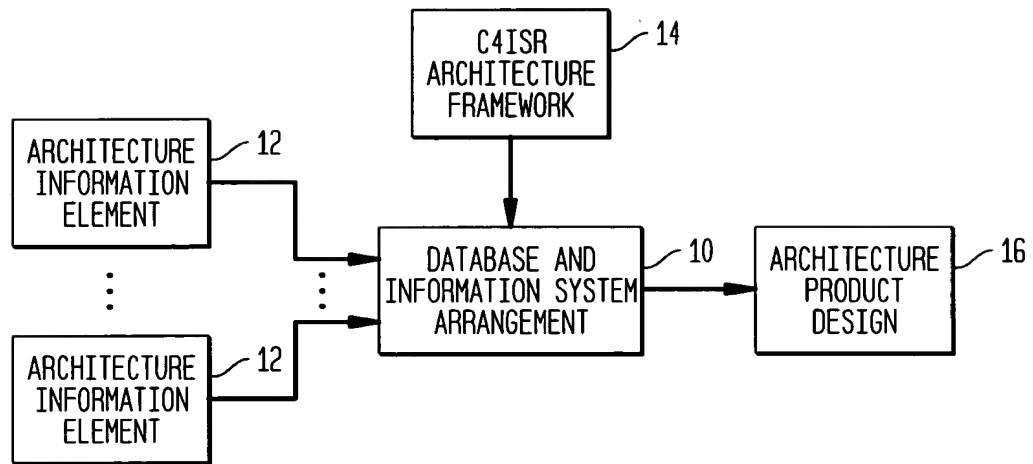 C4ISR
ARCHITECTURE
FRAMEWORK
14
ARCHITECTURE
INFORMATION
ELEMENT
12
DATABASE AND
INFORMATION SYSTEM
ARRANGEMENT
10
ARCHITECTURE
PRODUCT
DESIGN
16
ARCHITECTURE
INFORMATION
ELEMENT
12